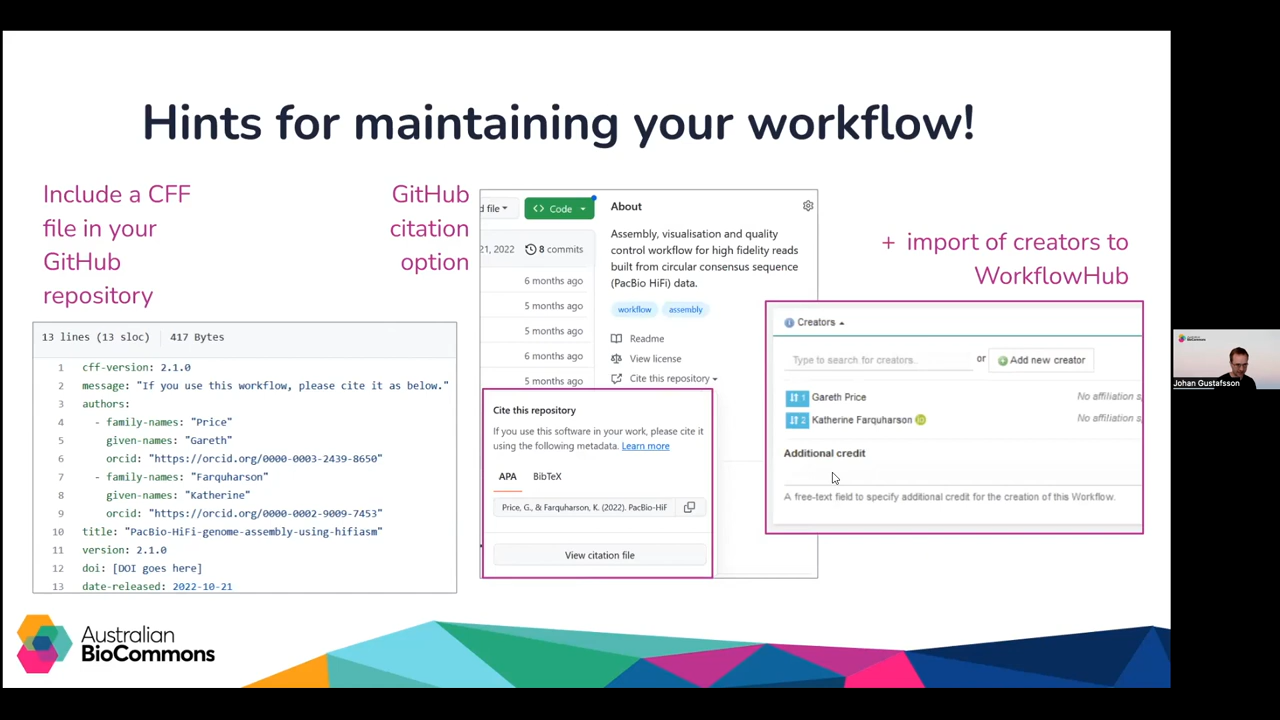 Hints for maintaining your workflow!
Include a CFF
file in your
GitHub
repository
13 lines (13 sloc) 417 Bytes
1 cff-version: 2.1.0
2 message: "If you use this workflow, please cite it as below."
3 authors:
4 - family-names: "Price"
5 given-names: "Gareth"
6 orcid: "https://orcid.org/0000-0003-2439-8650"
7 - family-names: "Farquharson"
8 given-names: "Katherine"
9 orcid: "https://orcid.org/0000-0002-9009-7453"
10 title: "PacBio-HiFi-genome-assembly-using-hifiasm"
11 version: 2.1.0
12 doi: [DOI goes here]
13 date-released: 2022-10-21
GitHub
citation
option
d file
<> Code
21, 2022 8 commits
6 months ago
5 months ago
5 months ago
6 months ago
5 months ago
About
Assembly, visualisation and quality
control workflow for high fidelity reads
built from circular consensus sequence
(PacBio HiFi) data.
workflow assembly
Readme
View license
Cite this repository
Cite this repository
If you use this software in your work, please cite it
using the following metadata. Learn more
APA BibTeX
Price, G., & Farquharson, K. (2022). PacBio-HiF
View citation file
+ import of creators to
WorkflowHub
Creators
Type to search for creators.. or Add new creator
1 Gareth Price No affiliation s
2 Katherine Farquharson iD No affiliation s
Additional credit
A free-text field to specify additional credit for the creation of this Workflow.
Australian
BioCommons
Johan Gustafsson